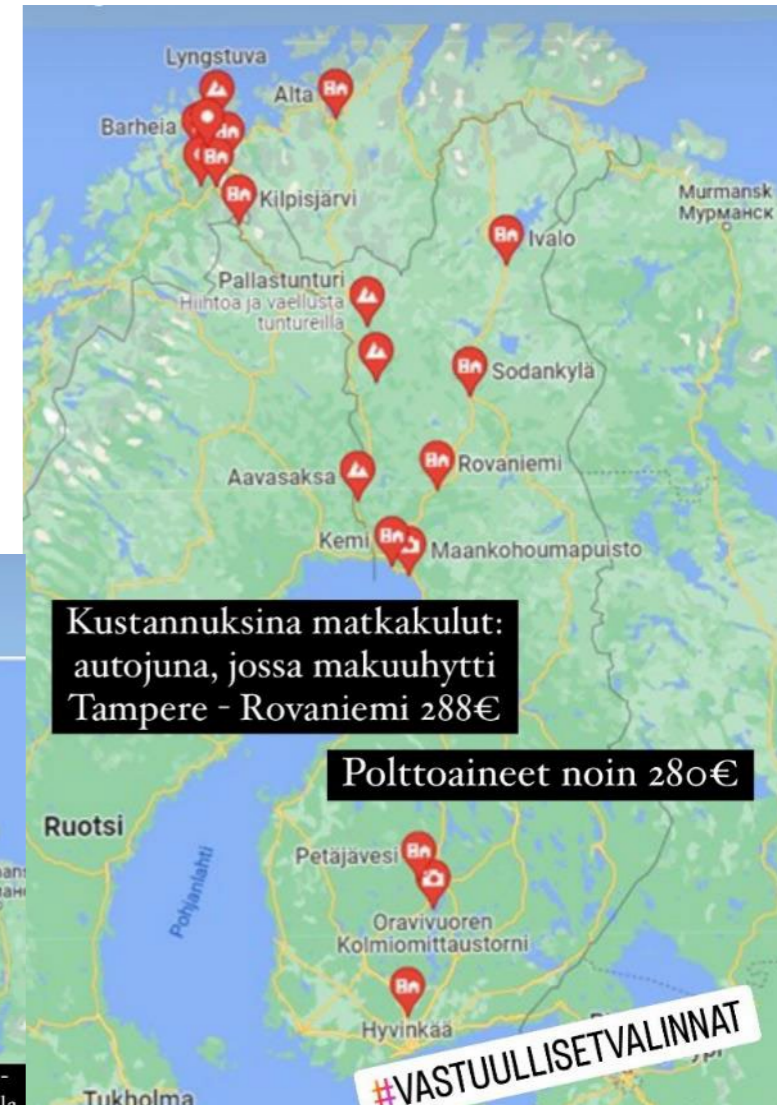 Lyngstuva
Alta
Barheia
Kilpisjärvi
Murmansk
Мурманск
Ivalo
Pallastunturi
Hiihtoa ja vaellusta
tuntureilla
Sodankylä
Aavasaksa
Rovaniemi
Kemi
Maankohoumapuisto
Kustannuksina matkakulut:
autojuna, jossa makuuhytti
Tampere - Rovaniemi 288€
Polttoaineet noin 280€
Ruotsi
Pohjanlahti
Petäjävesi
Oravivuoren
Kolmiomittaustorni
Hyvinkää
#VASTUULLISETVALINNAT
Tukholma